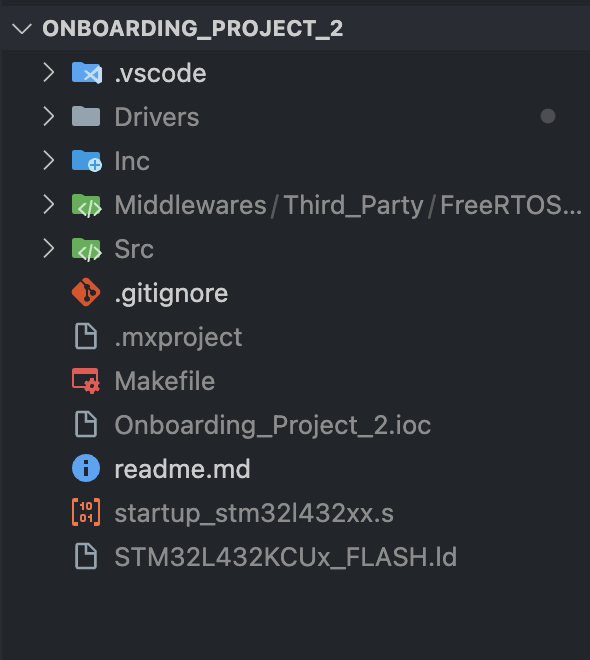 ONBOARDING_PROJECT_2
.vscode
Drivers
Inc
Middlewares/Third_Party/FreeRTOS...
Src
.gitignore
.mxproject
Makefile
Onboarding_Project_2.ioc
readme.md
startup_stm32l432xx.s
STM32L432KCUx_FLASH.ld